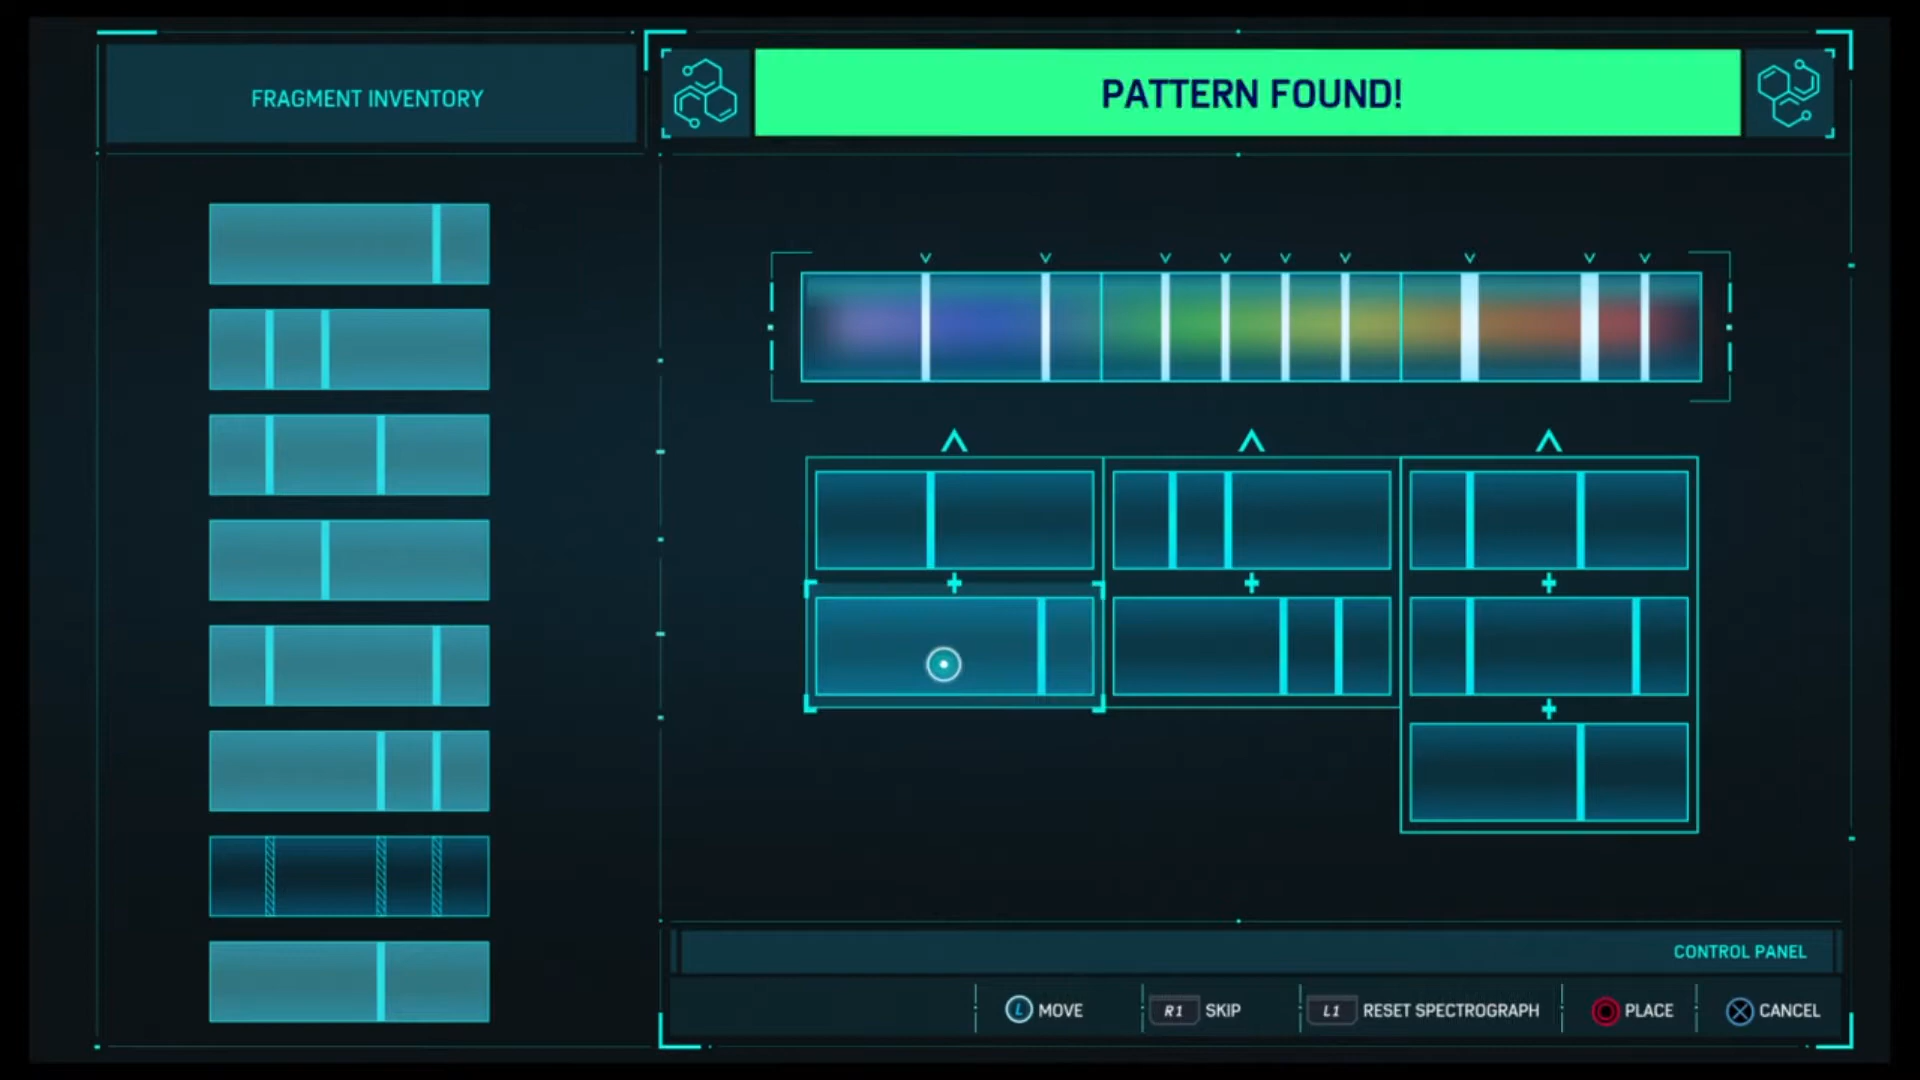 FRAGMENT INVENTORY
PATTERN FOUND!
CONTROL PANEL
L MOVE
R1 SKIP
L1 RESET SPECTROGRAPH
PLACE
CANCEL